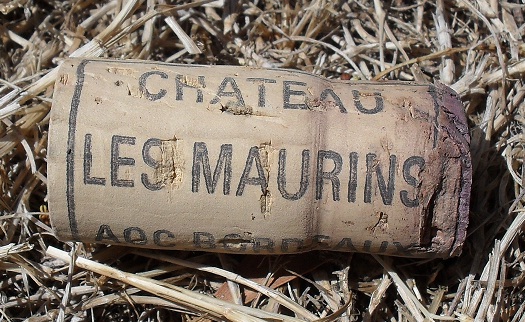 CHATEAU
LES MAURINS
AOC BORDEAUX